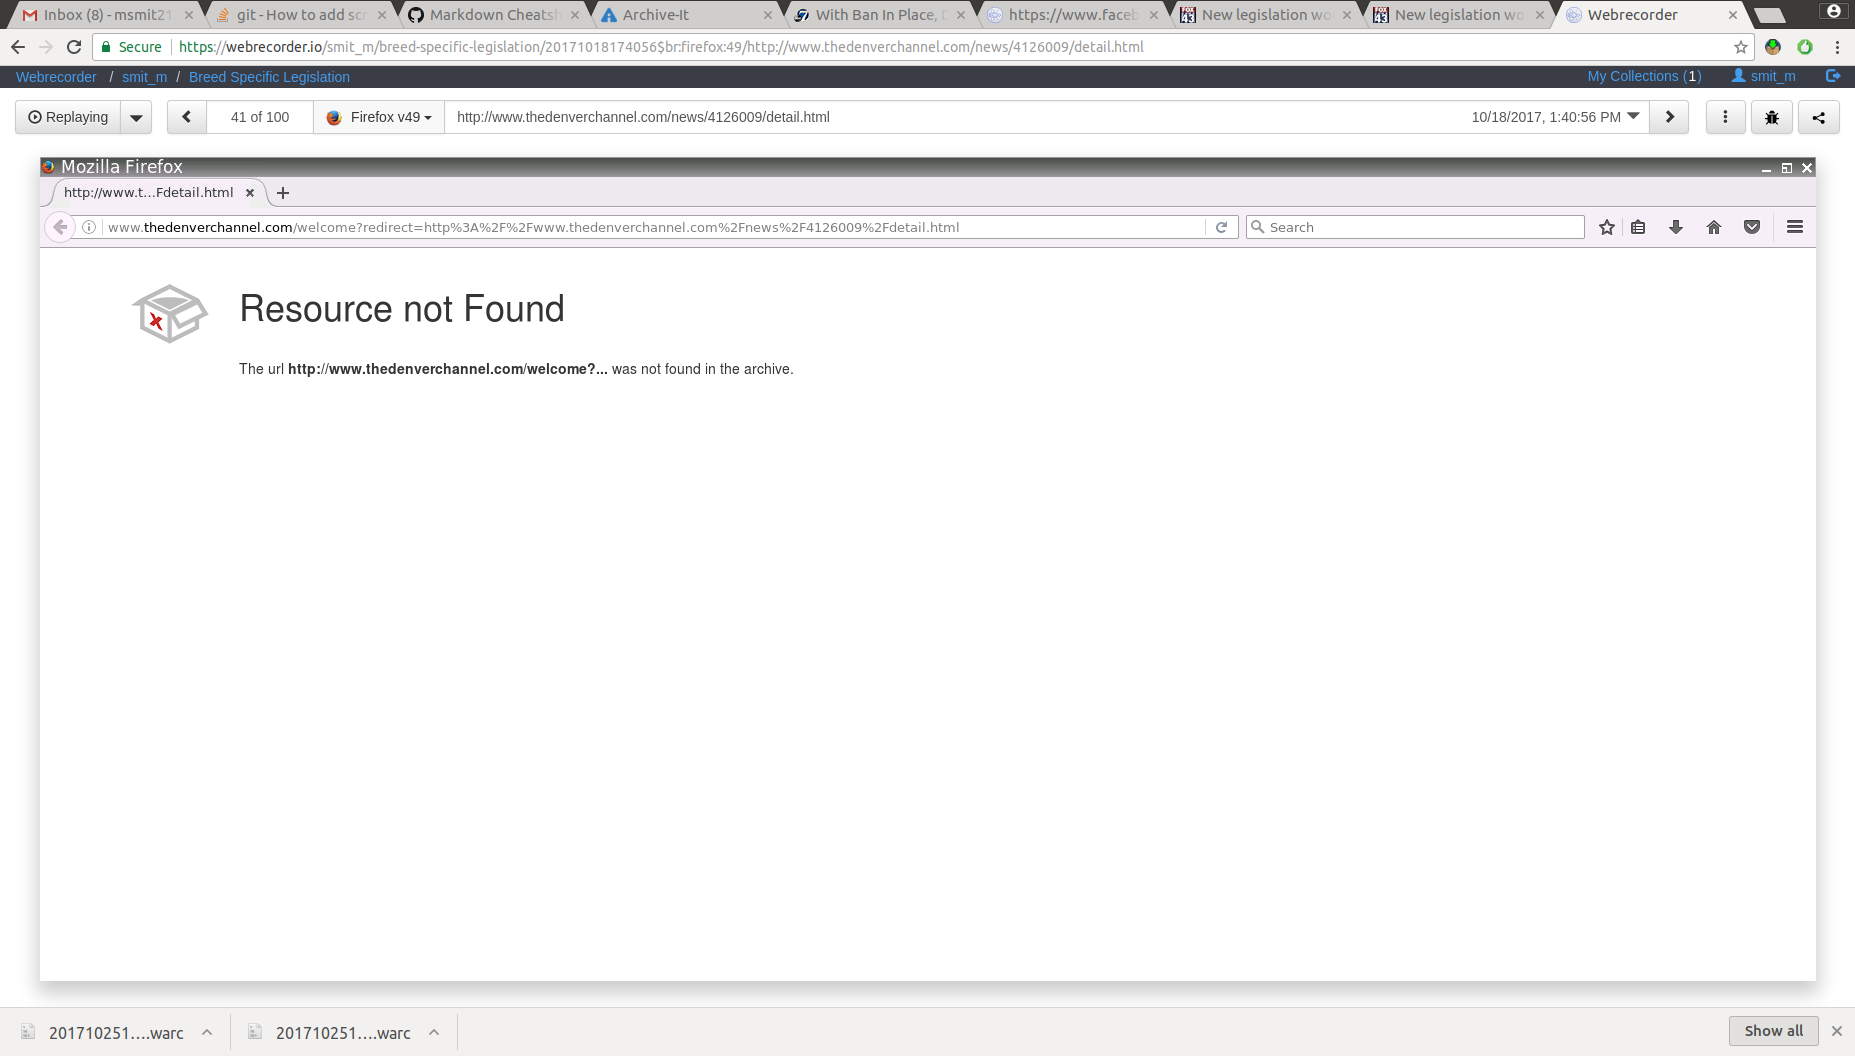 Inbox (8) - msmit21
git - How to add scr
Markdown Cheatsh
Archive-It
With Ban In Place, D
https://www.faceb
New legislation wo
New legislation wo
Webrecorder
Secure https://webrecorder.io/smit_m/breed-specific-legislation/20171018174056$br:firefox:49/http://www.thedenverchannel.com/news/4126009/detail.html
Webrecorder / smit_m / Breed Specific Legislation My Collections (1) smit_m
Replaying 41 of 100 Firefox v49 http://www.thedenverchannel.com/news/4126009/detail.html 10/18/2017, 1:40:56 PM
Mozilla Firefox
http://www.t...Fdetail.html
www.thedenverchannel.com/welcome?redirect=http%3A%2F%2Fwww.thedenverchannel.com%2Fnews%2F4126009%2Fdetail.html Search
Resource not Found
The url http://www.thedenverchannel.com/welcome?... was not found in the archive.
201710251....warc 201710251....warc Show all